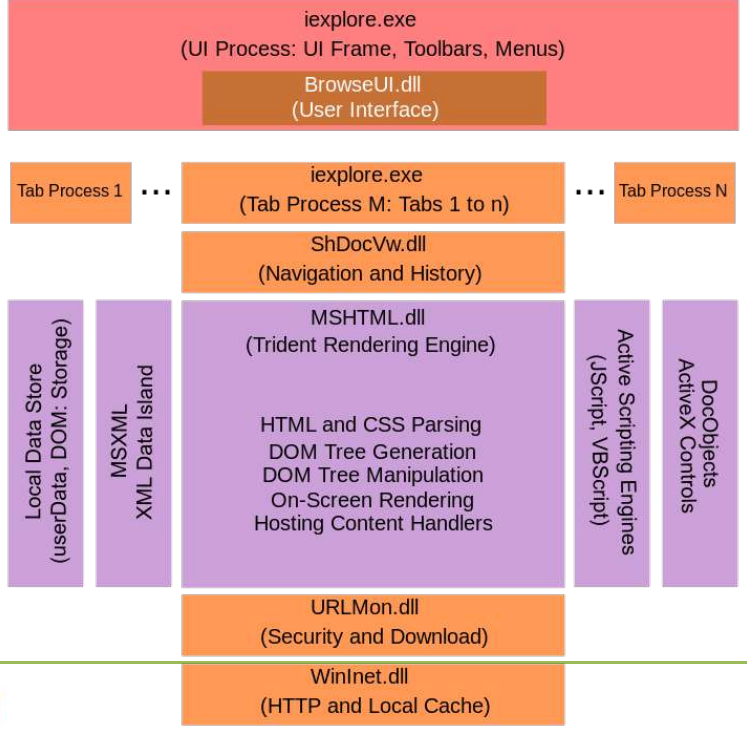 iexplore.exe
(UI Process: UI Frame, Toolbars, Menus)
BrowseUI.dll
(User Interface)
Tab Process 1
...
iexplore.exe
(Tab Process M: Tabs 1 to n)
...
Tab Process N
ShDocVw.dll
(Navigation and History)
Local Data Store
(userData, DOM: Storage)
MSXML
XML Data Island
MSHTML.dll
(Trident Rendering Engine)
HTML and CSS Parsing
DOM Tree Generation
DOM Tree Manipulation
On-Screen Rendering
Hosting Content Handlers
Active Scripting Engines
(JScript, VBScript)
DocObjects
ActiveX Controls
URLMon.dll
(Security and Download)
WinInet.dll
(HTTP and Local Cache)